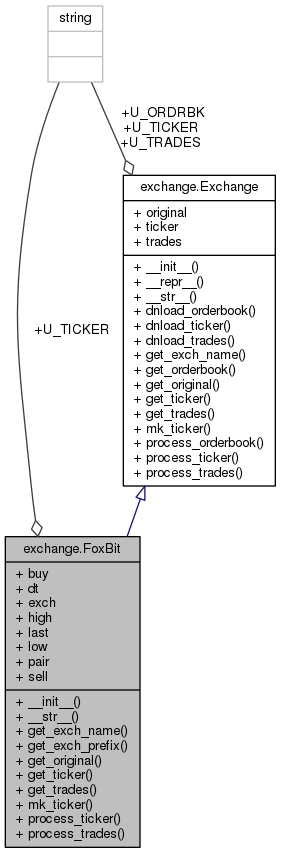 string
+U_ORDRBK
+U_TICKER
+U_TRADES
exchange.Exchange
+ original
+ ticker
+ trades
+ __init__()
+ __repr__()
+ __str__()
+ dnload_orderbook()
+ dnload_ticker()
+ dnload_trades()
+ get_exch_name()
+ get_orderbook()
+ get_original()
+ get_ticker()
+ get_trades()
+ mk_ticker()
+ process_orderbook()
+ process_ticker()
+ process_trades()
+U_TICKER
exchange.FoxBit
+ buy
+ dt
+ exch
+ high
+ last
+ low
+ pair
+ sell
+ __init__()
+ __str__()
+ get_exch_name()
+ get_exch_prefix()
+ get_original()
+ get_ticker()
+ get_trades()
+ mk_ticker()
+ process_ticker()
+ process_trades()